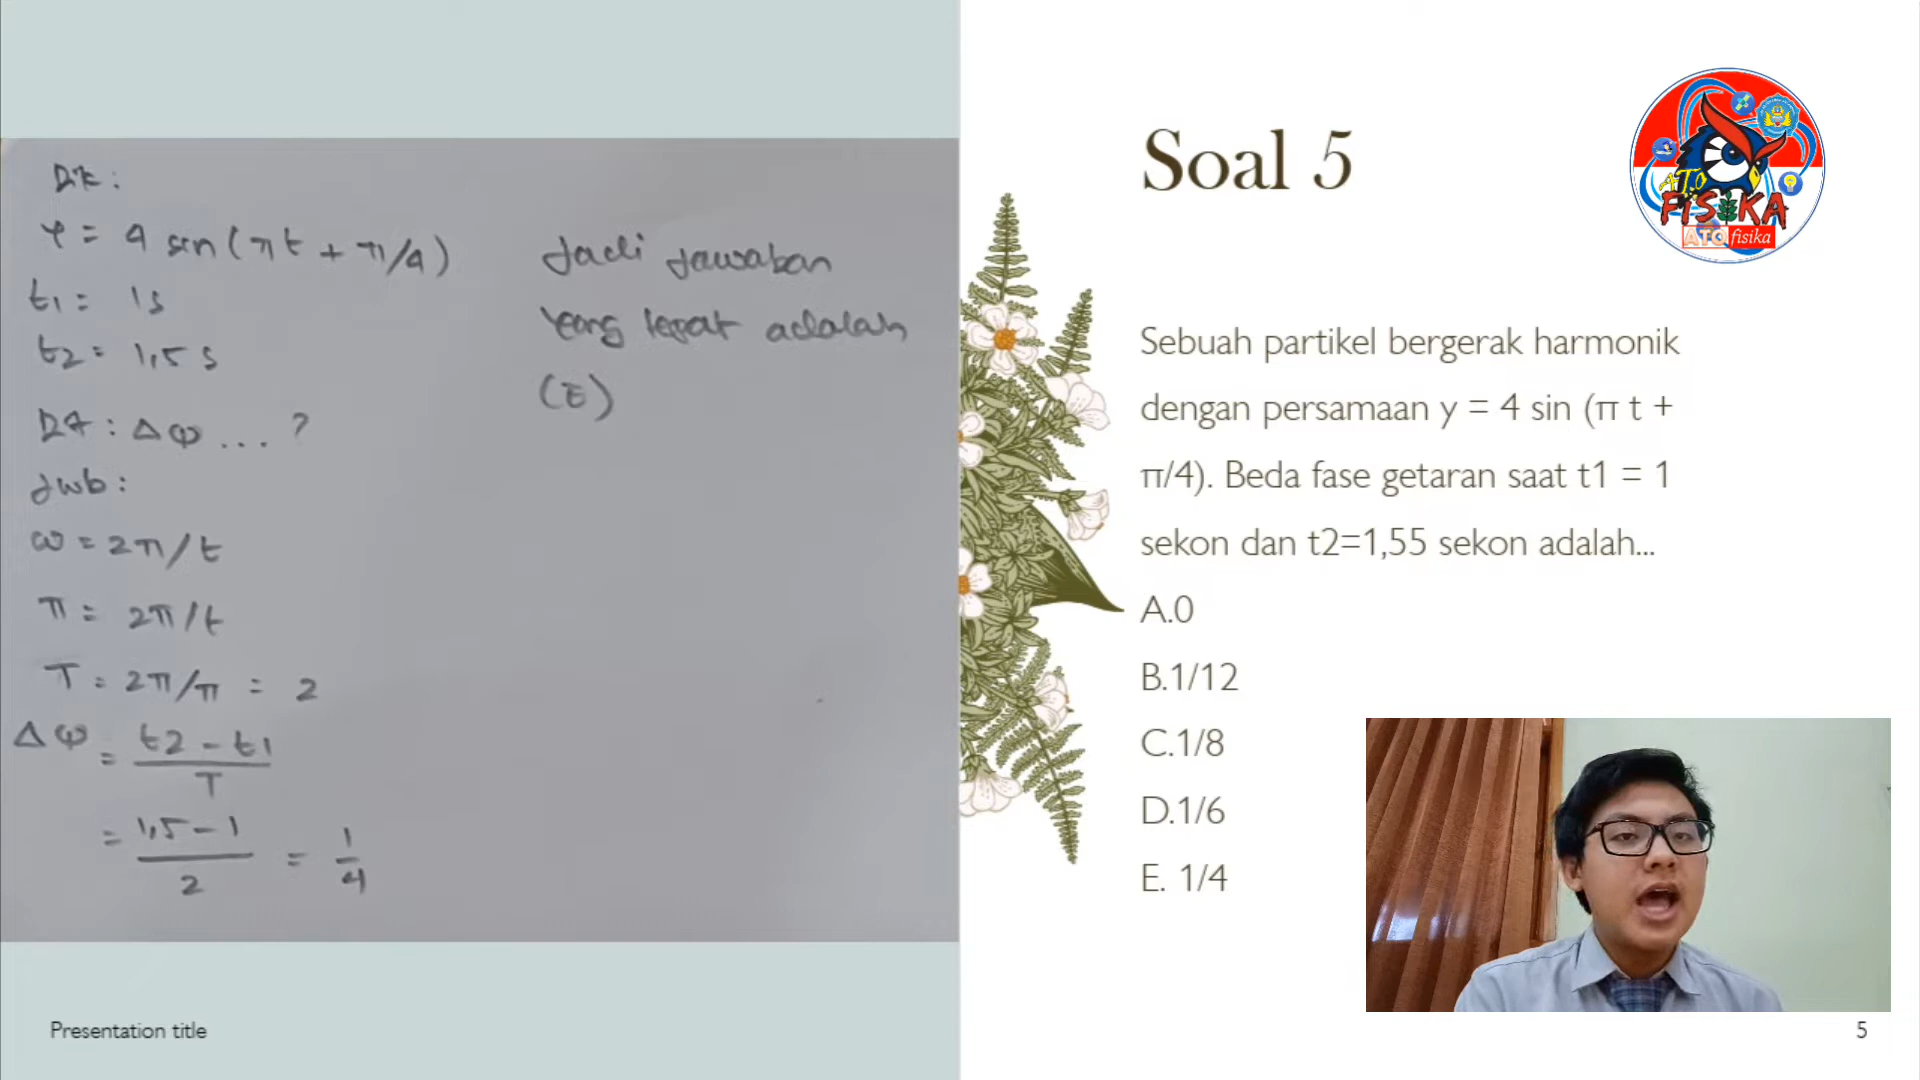 Dk :
y = 4 sin (πt + π/4)
t1 = 1s
t2 = 1,5 s
Dt : Δφ ... ?
Jwb :
ω = 2π/t
π = 2π/t
T = 2π/π = 2
Δφ = t2 - t1 / T
= 1,5 - 1 / 2 = 1/4
Jadi Jawaban
Yang tepat adalah
(E)
Presentation title
Soal 5
ATO
FISIKA
ATO fisika
Sebuah partikel bergerak harmonik
dengan persamaan y = 4 sin (π t +
π/4). Beda fase getaran saat t1 = 1
sekon dan t2=1,55 sekon adalah...
A.0
B.1/12
C.1/8
D.1/6
E. 1/4
5